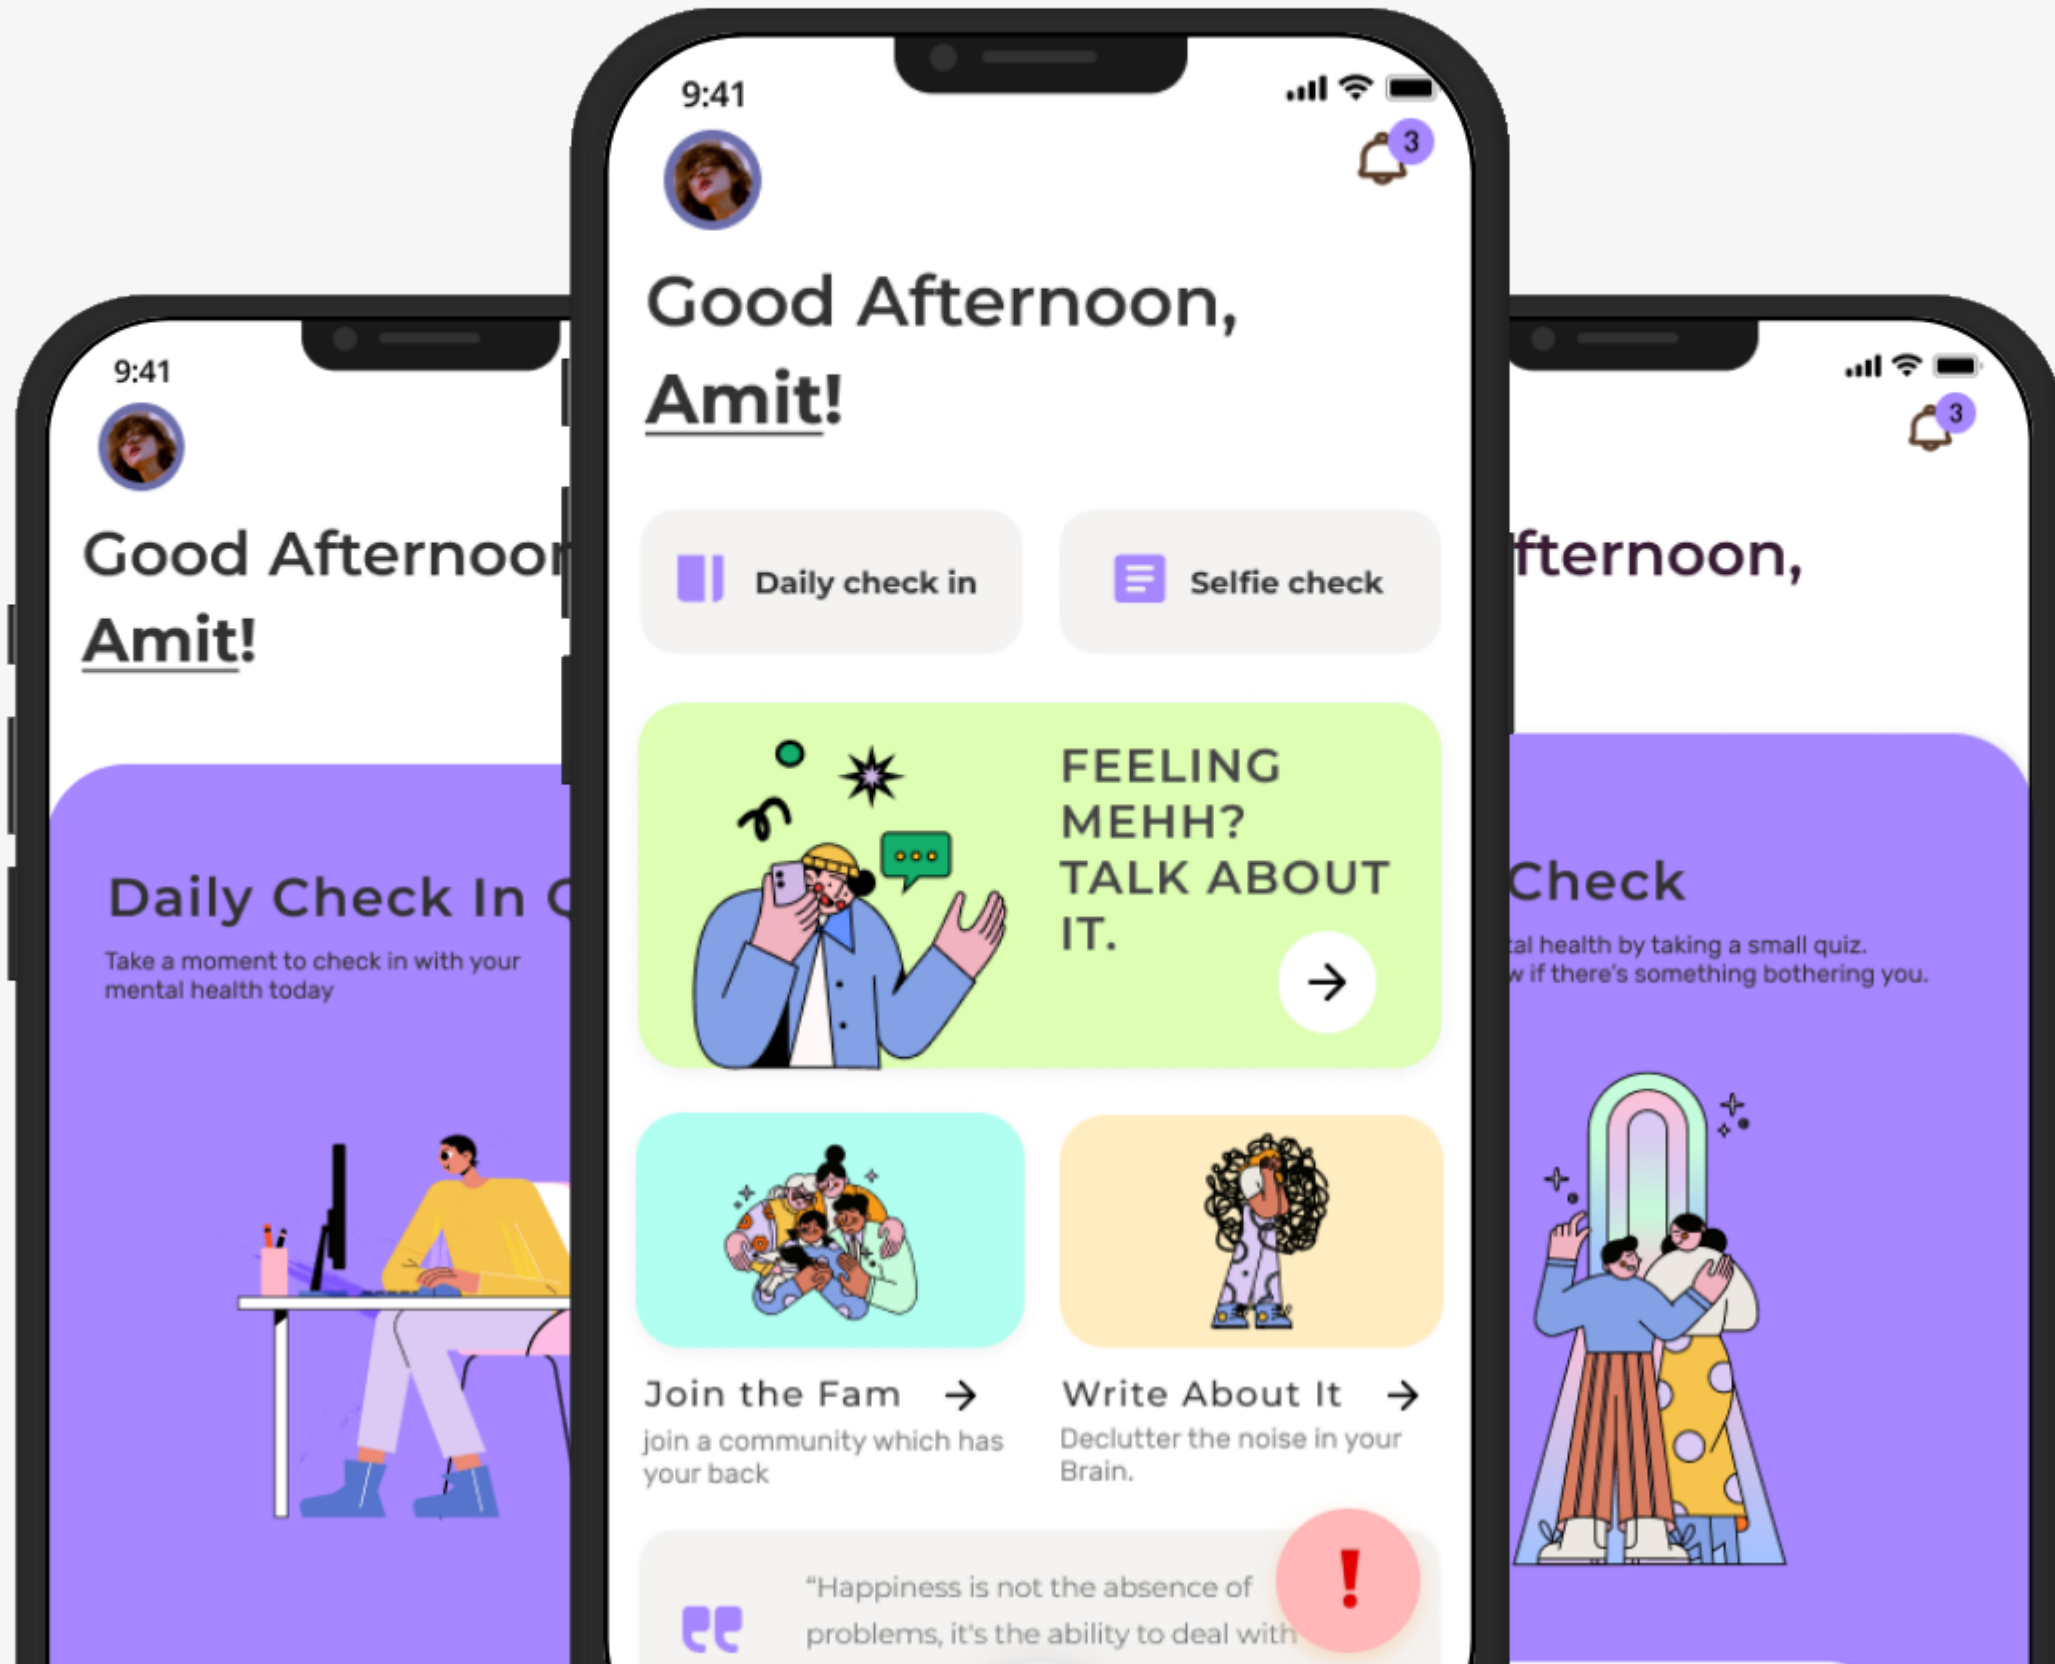 9:41
3
Good Afternoon,
Amit!
Daily check in
Selfie check
FEELING
MEHH?
TALK ABOUT
IT.
Join the Fam
join a community which has
your back
Write About It
Declutter the noise in your
Brain.
“Happiness is not the absence of
problems, it's the ability to deal with
!
9:41
Good Afternoon
Amit!
Daily Check In
Take a moment to check in with your
mental health today
3
fternoon,
Check
tal health by taking a small quiz.
w if there's something bothering you.